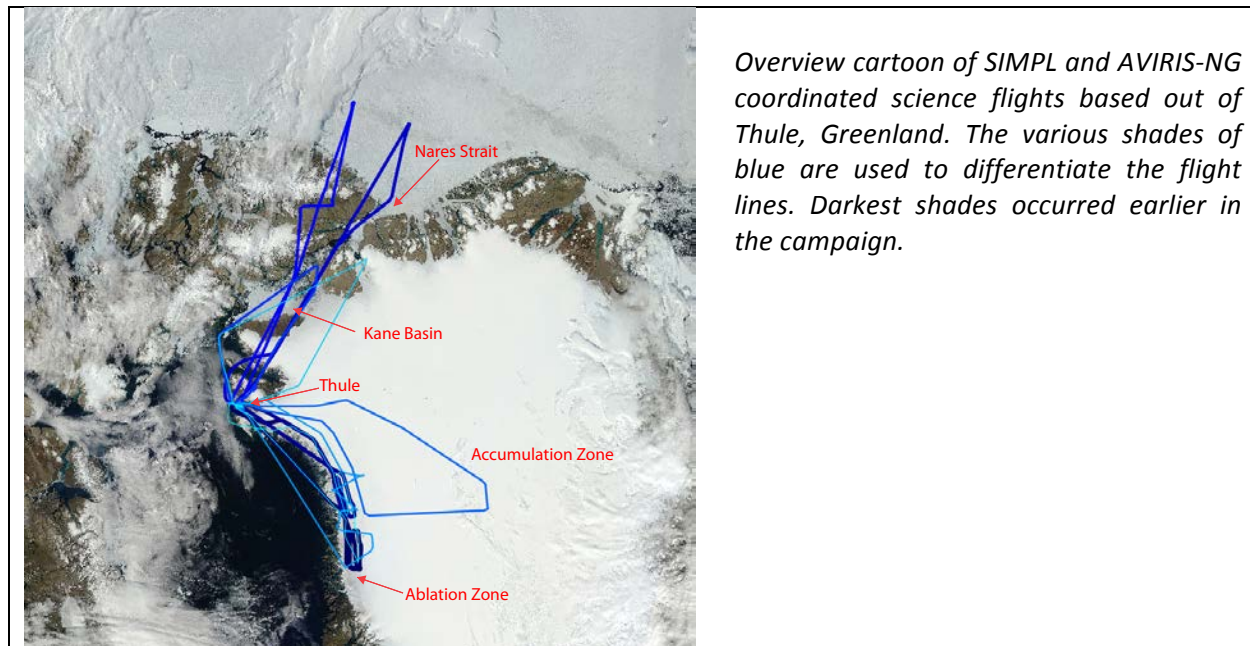 Nares Strait
Kane Basin
Thule
Accumulation Zone
Ablation Zone
Overview cartoon of SIMPL and AVIRIS-NG
coordinated science flights based out of
Thule, Greenland. The various shades of
blue are used to differentiate the flight
lines. Darkest shades occurred earlier in
the campaign.